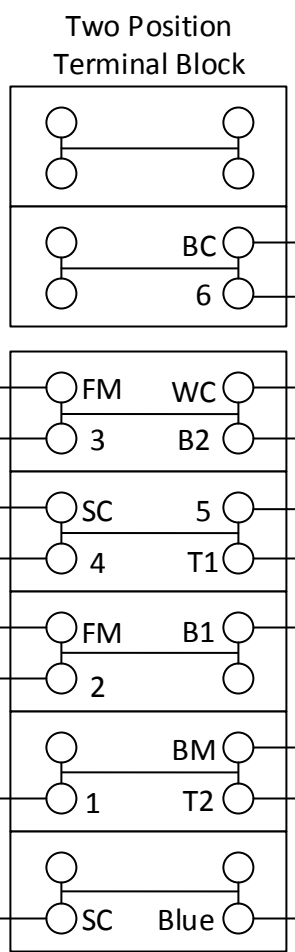 Two Position
Terminal Block
BC
6
FM WC
3 B2
SC 5
4 T1
FM B1
2
BM
1 T2
SC Blue